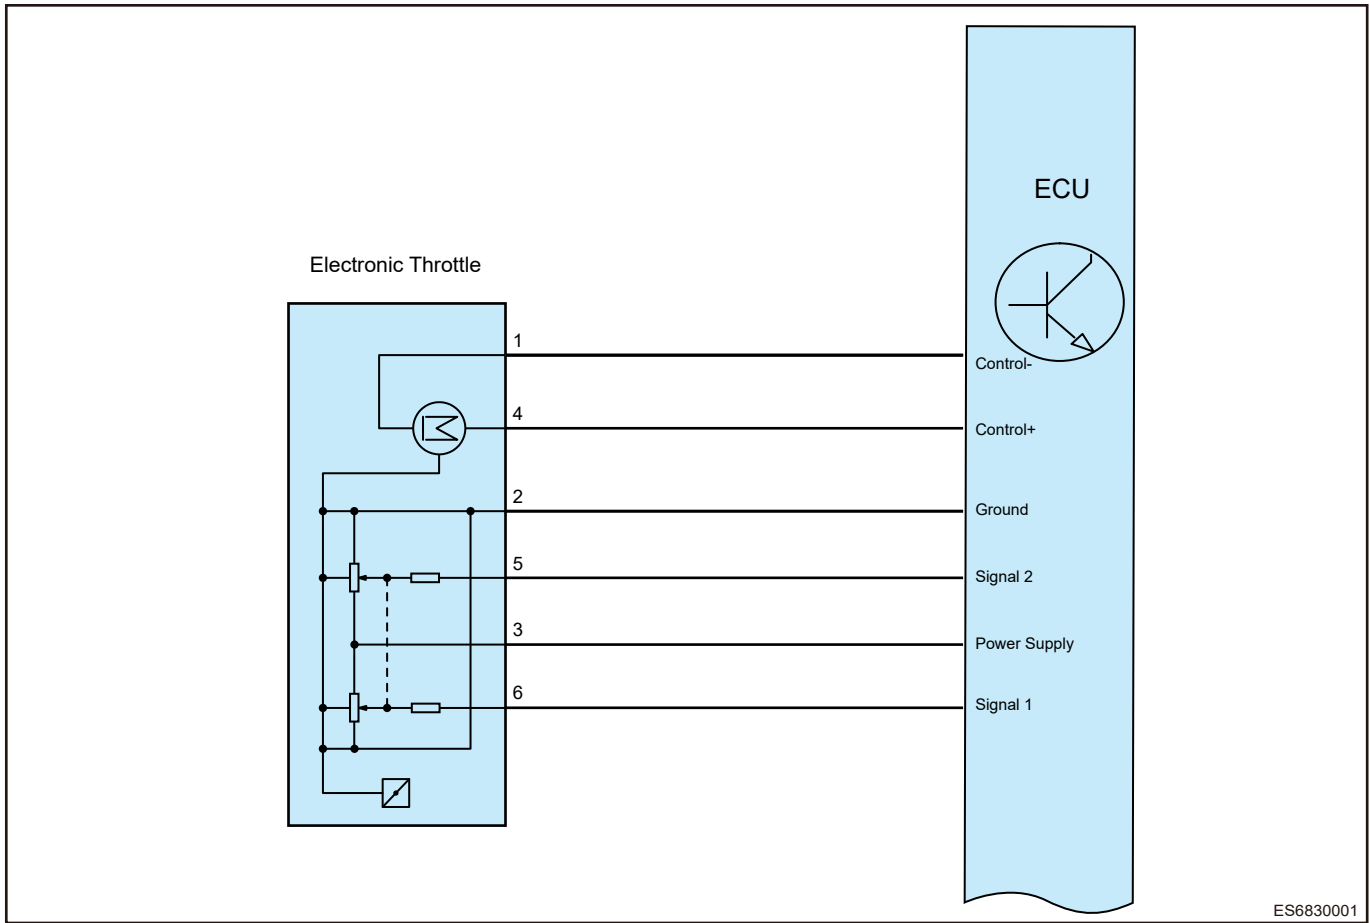 ECU
Electronic Throttle
1
Control-
4
Control+
2
Ground
5
Signal 2
3
Power Supply
6
Signal 1
ES6830001